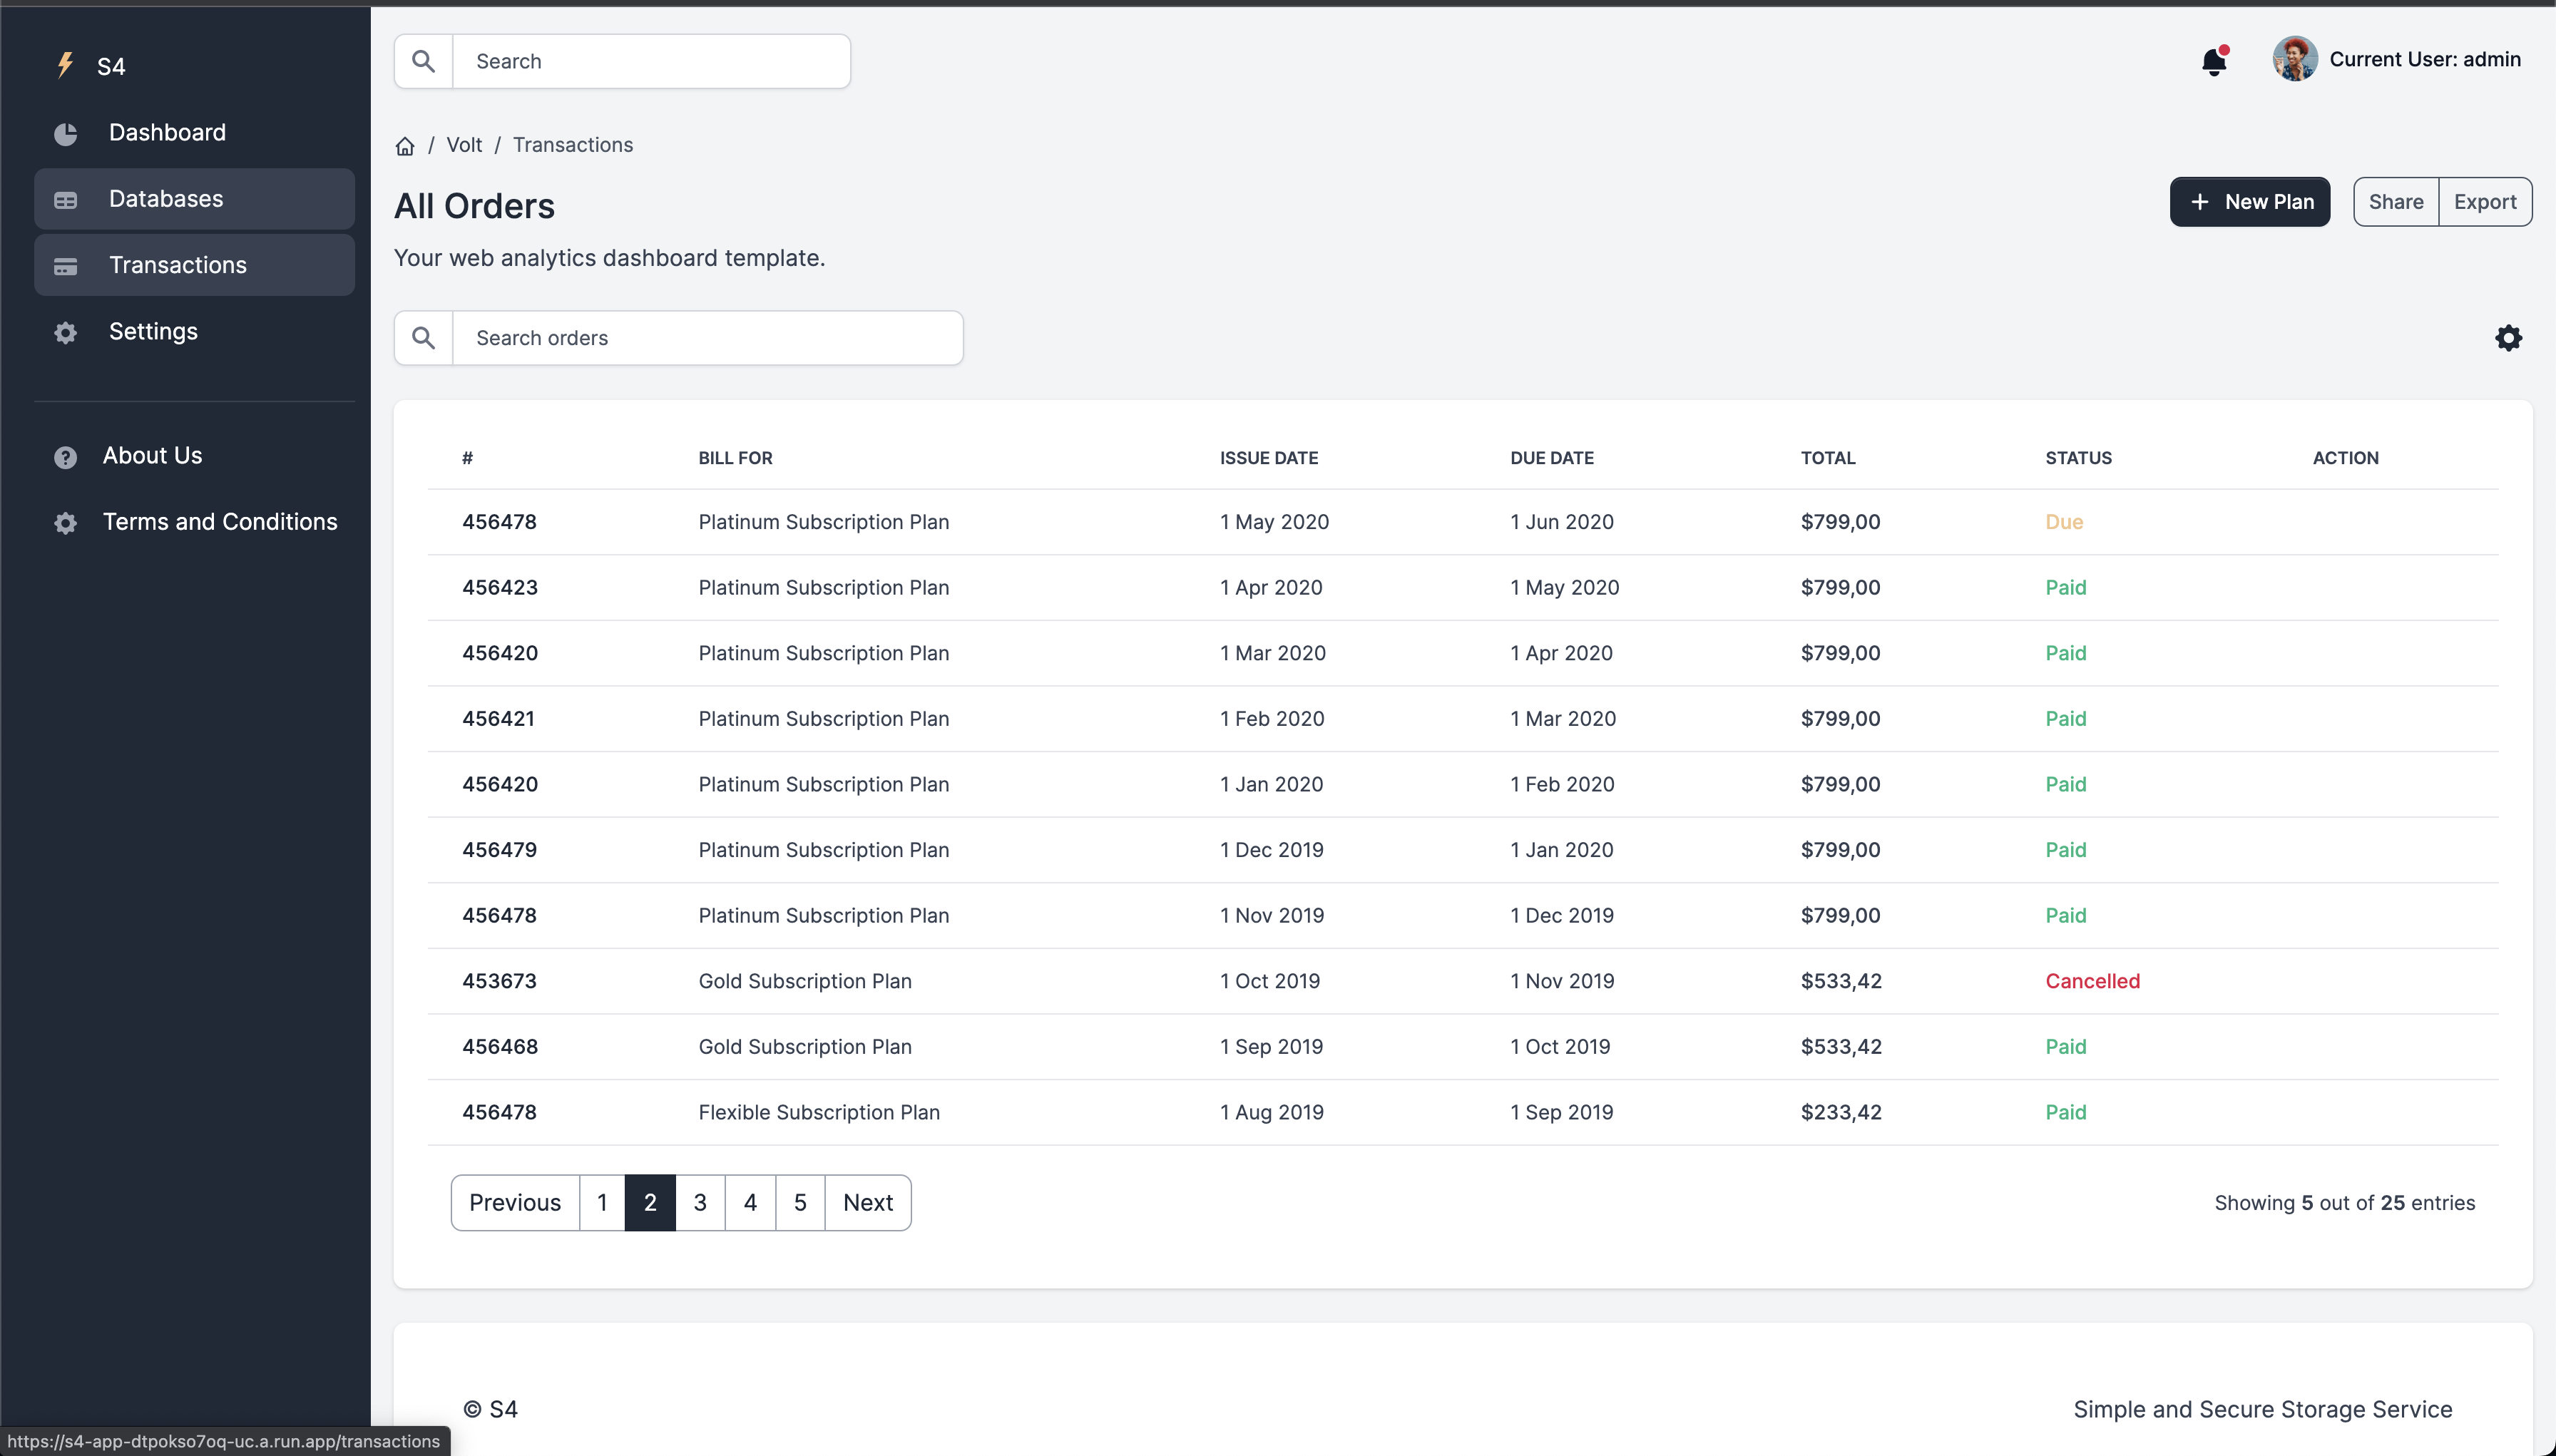 S4
Dashboard
Databases
Transactions
Settings
About Us
Terms and Conditions
Search
Current User: admin
/ Volt / Transactions
All Orders
New Plan
Share
Export
Your web analytics dashboard template.
Search orders
# BILL FOR ISSUE DATE DUE DATE TOTAL STATUS ACTION
456478 Platinum Subscription Plan 1 May 2020 1 Jun 2020 $799,00 Due
456423 Platinum Subscription Plan 1 Apr 2020 1 May 2020 $799,00 Paid
456420 Platinum Subscription Plan 1 Mar 2020 1 Apr 2020 $799,00 Paid
456421 Platinum Subscription Plan 1 Feb 2020 1 Mar 2020 $799,00 Paid
456420 Platinum Subscription Plan 1 Jan 2020 1 Feb 2020 $799,00 Paid
456479 Platinum Subscription Plan 1 Dec 2019 1 Jan 2020 $799,00 Paid
456478 Platinum Subscription Plan 1 Nov 2019 1 Dec 2019 $799,00 Paid
453673 Gold Subscription Plan 1 Oct 2019 1 Nov 2019 $533,42 Cancelled
456468 Gold Subscription Plan 1 Sep 2019 1 Oct 2019 $533,42 Paid
456478 Flexible Subscription Plan 1 Aug 2019 1 Sep 2019 $233,42 Paid
Previous 1 2 3 4 5 Next
Showing 5 out of 25 entries
© S4
Simple and Secure Storage Service
https://s4-app-dtpokso7oq-uc.a.run.app/transactions